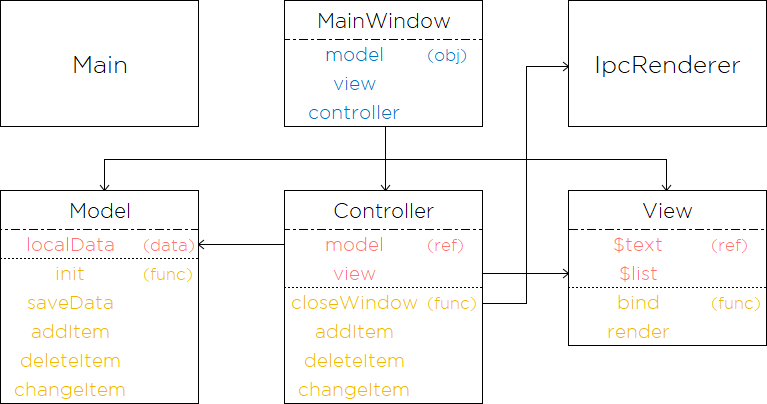 Main
MainWindow
model (obj)
view
controller
IpcRenderer
Model
localData (data)
init (func)
saveData
addItem
deleteItem
changeItem
Controller
model (ref)
view
closeWindow (func)
addItem
deleteItem
changeItem
View
$text (ref)
$list
bind (func)
render